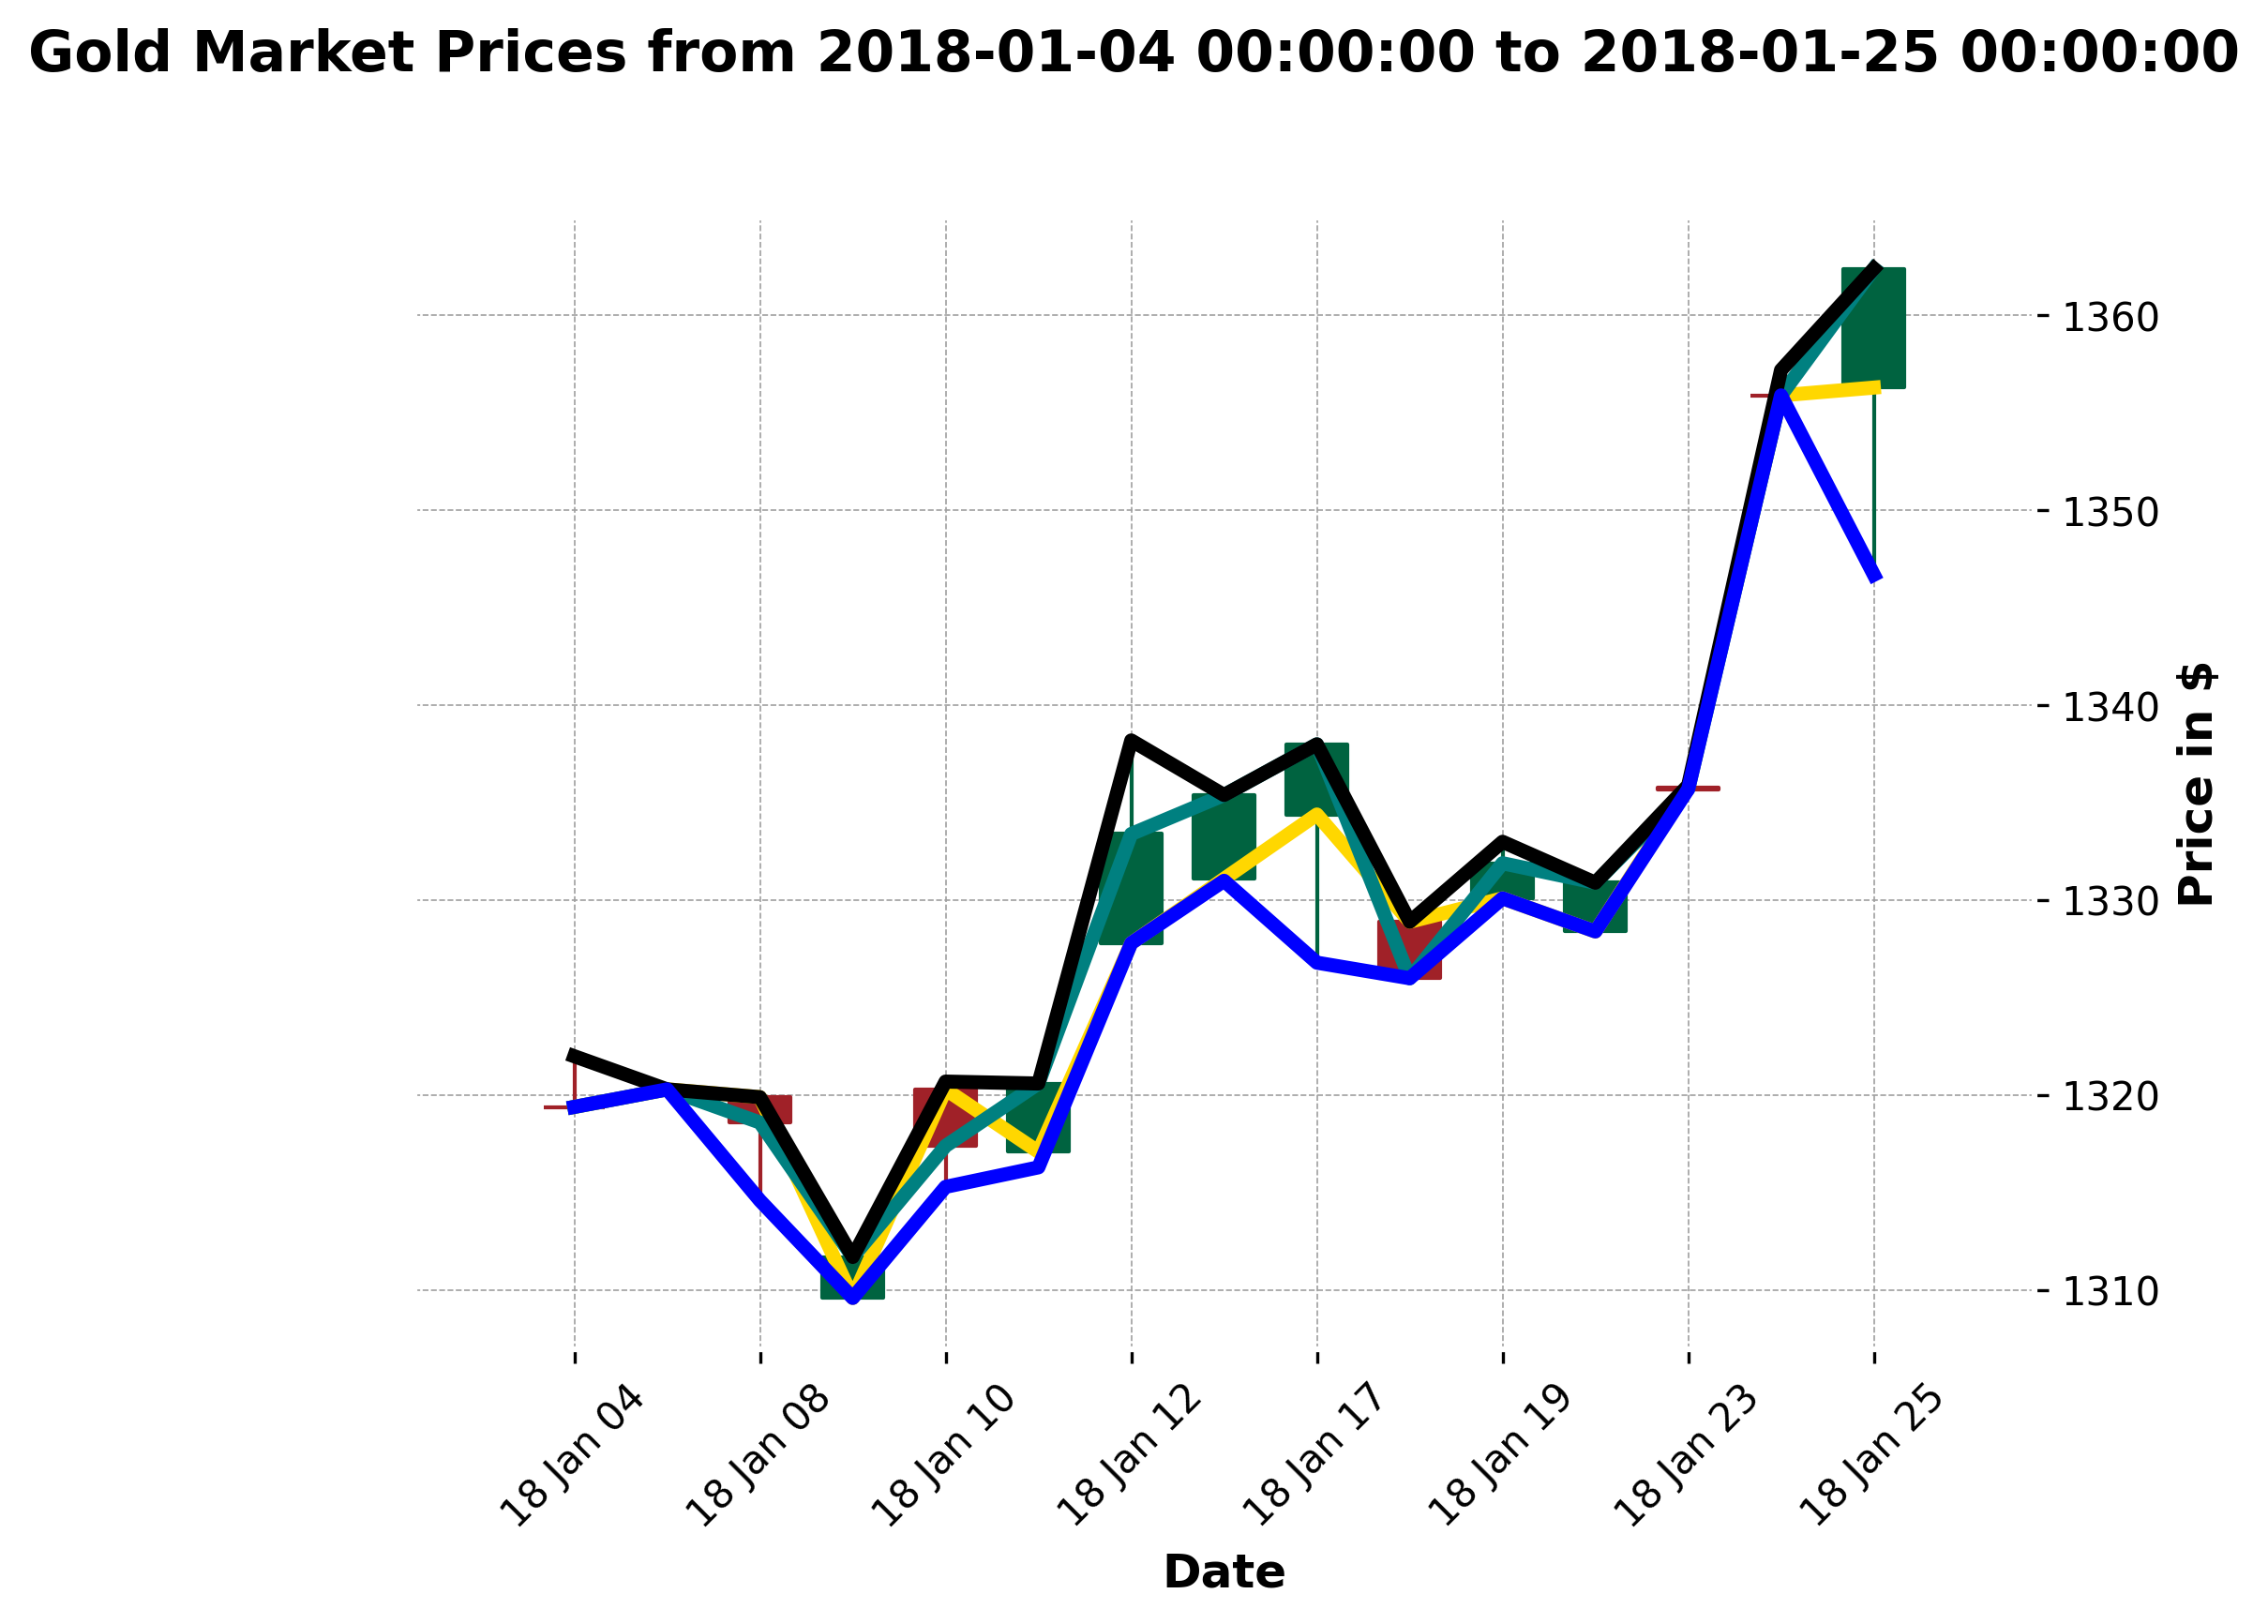 Gold Market Prices from 2018-01-04 00:00:00 to 2018-01-25 00:00:00
1360
1350
1340
1330
1320
1310
Price in $
18 Jan 04
18 Jan 08
18 Jan 10
18 Jan 12
18 Jan 17
18 Jan 19
18 Jan 23
18 Jan 25
Date